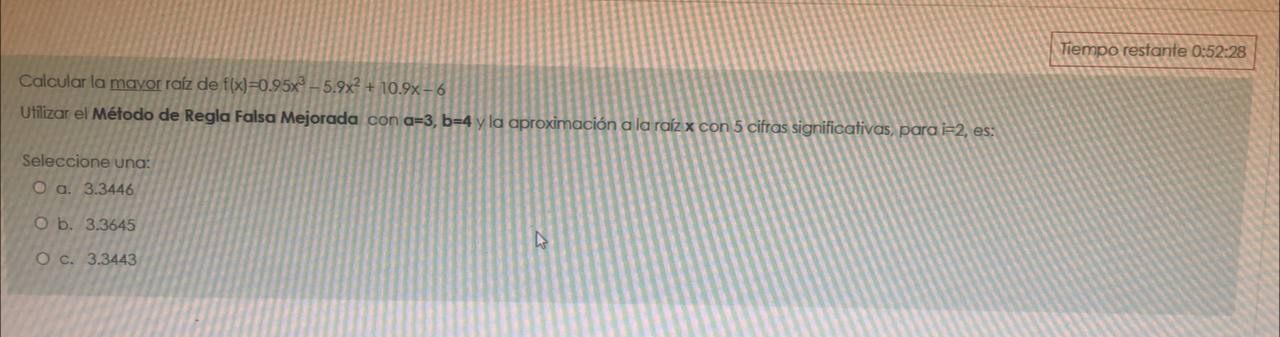 Tiempo restante 0:52:28
Calcular la mayor raíz de f(x)=0.95x³ – 5.9x² + 10.9x – 6
Utilizar el Método de Regla Falsa Mejorada con a=3, b=4 y la aproximación a la raíz x con 5 cifras significativas, para i=2, es:
Seleccione una:
a. 3.3446
b. 3.3645
c. 3.3443